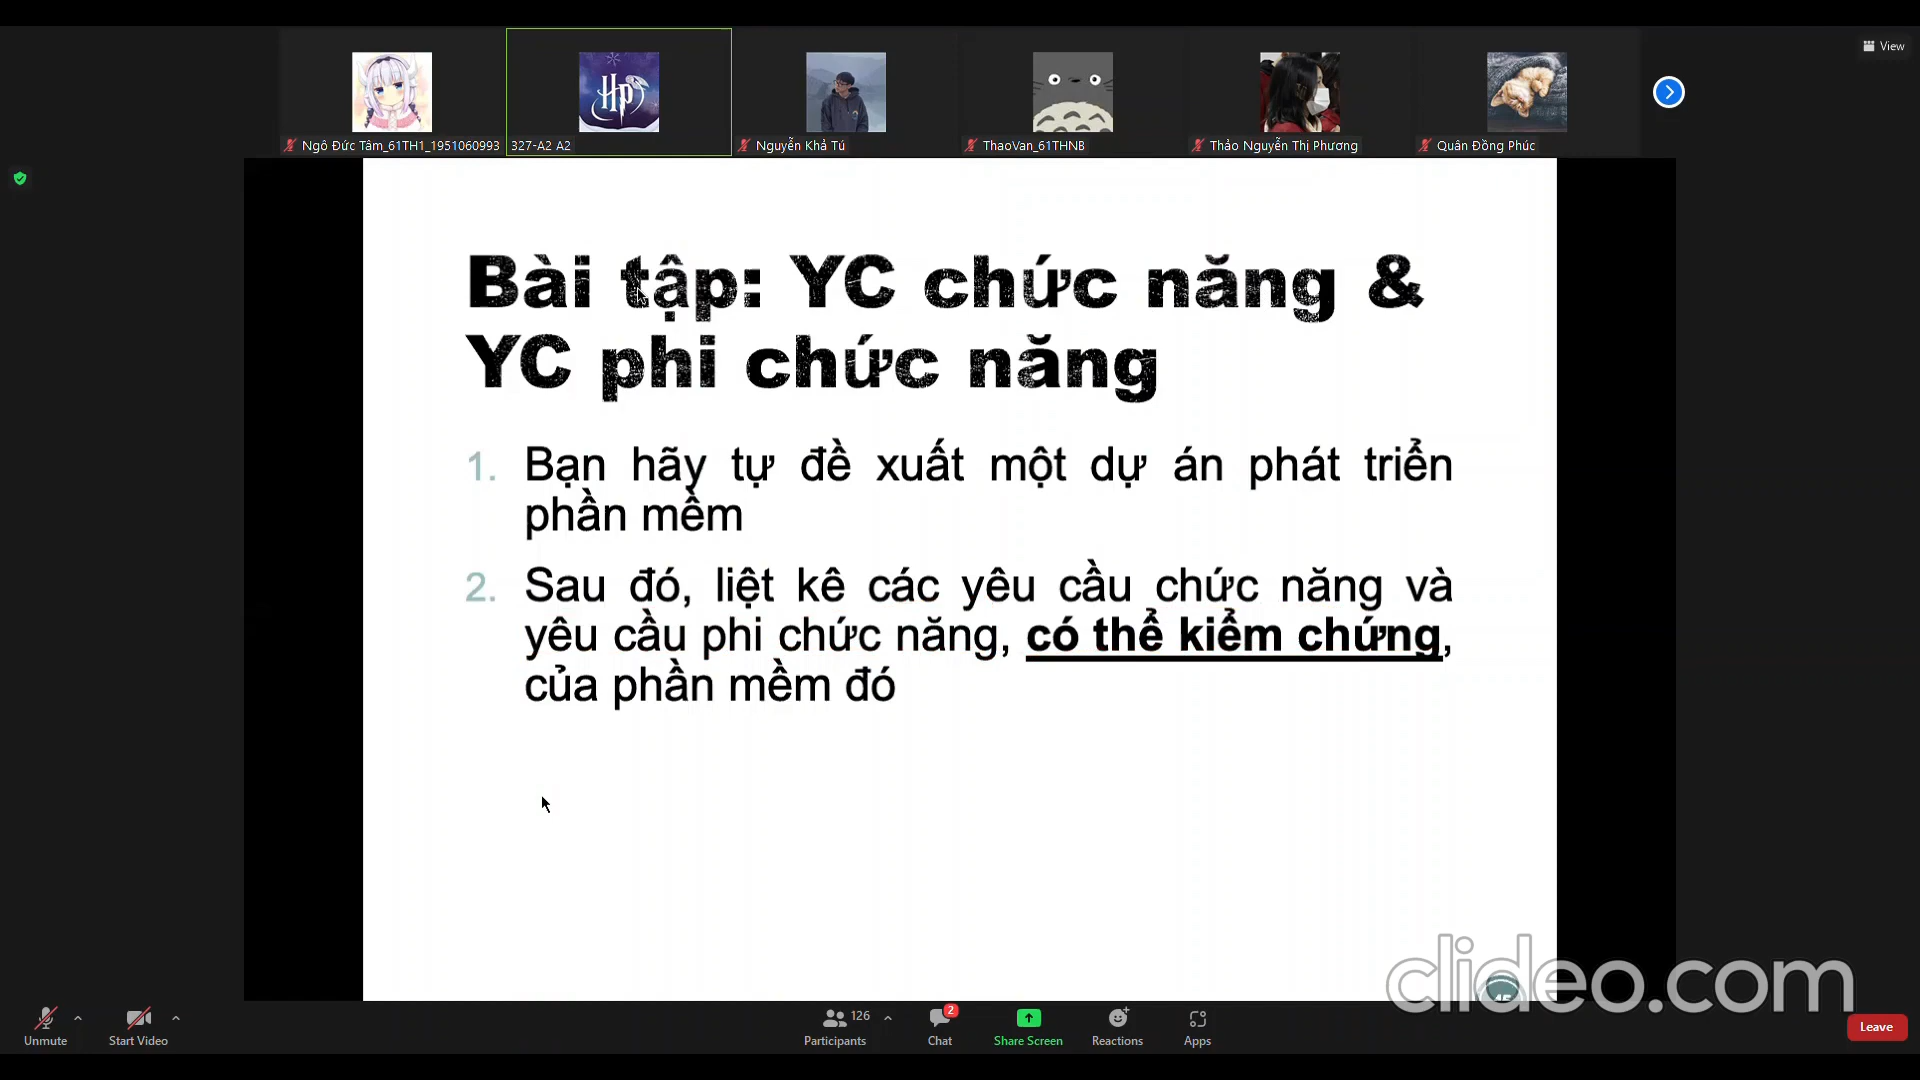 View
Hp
Ngô Đức Tâm_61TH1_1951060993
327-A2 A2
Nguyễn Khả Tú
ThaoVan_61THNB
Thảo Nguyễn Thị Phương
Quân Đồng Phúc
Bài tập: YC chức năng &
YC phi chức năng
1. Bạn hãy tự đề xuất một dự án phát triển
phần mềm
2. Sau đó, liệt kê các yêu cầu chức năng và
yêu cầu phi chức năng, có thể kiểm chứng,
của phần mềm đó
clideo.com
Unmute
Start Video
126
Participants
2
Chat
Share Screen
Reactions
Apps
Leave